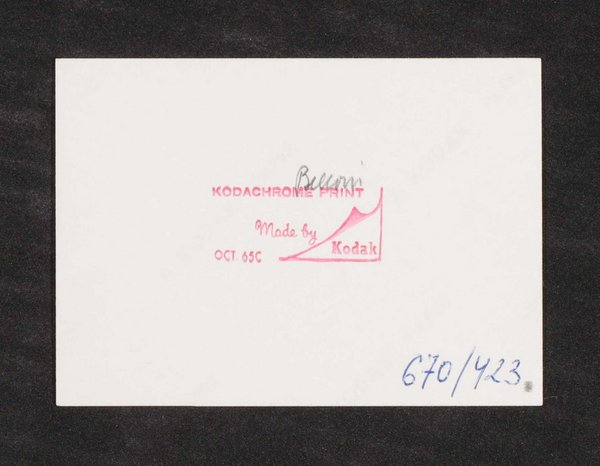 Belloni
KODACHROME PRINT
Made by
Kodak
OCT. 65C
670/423